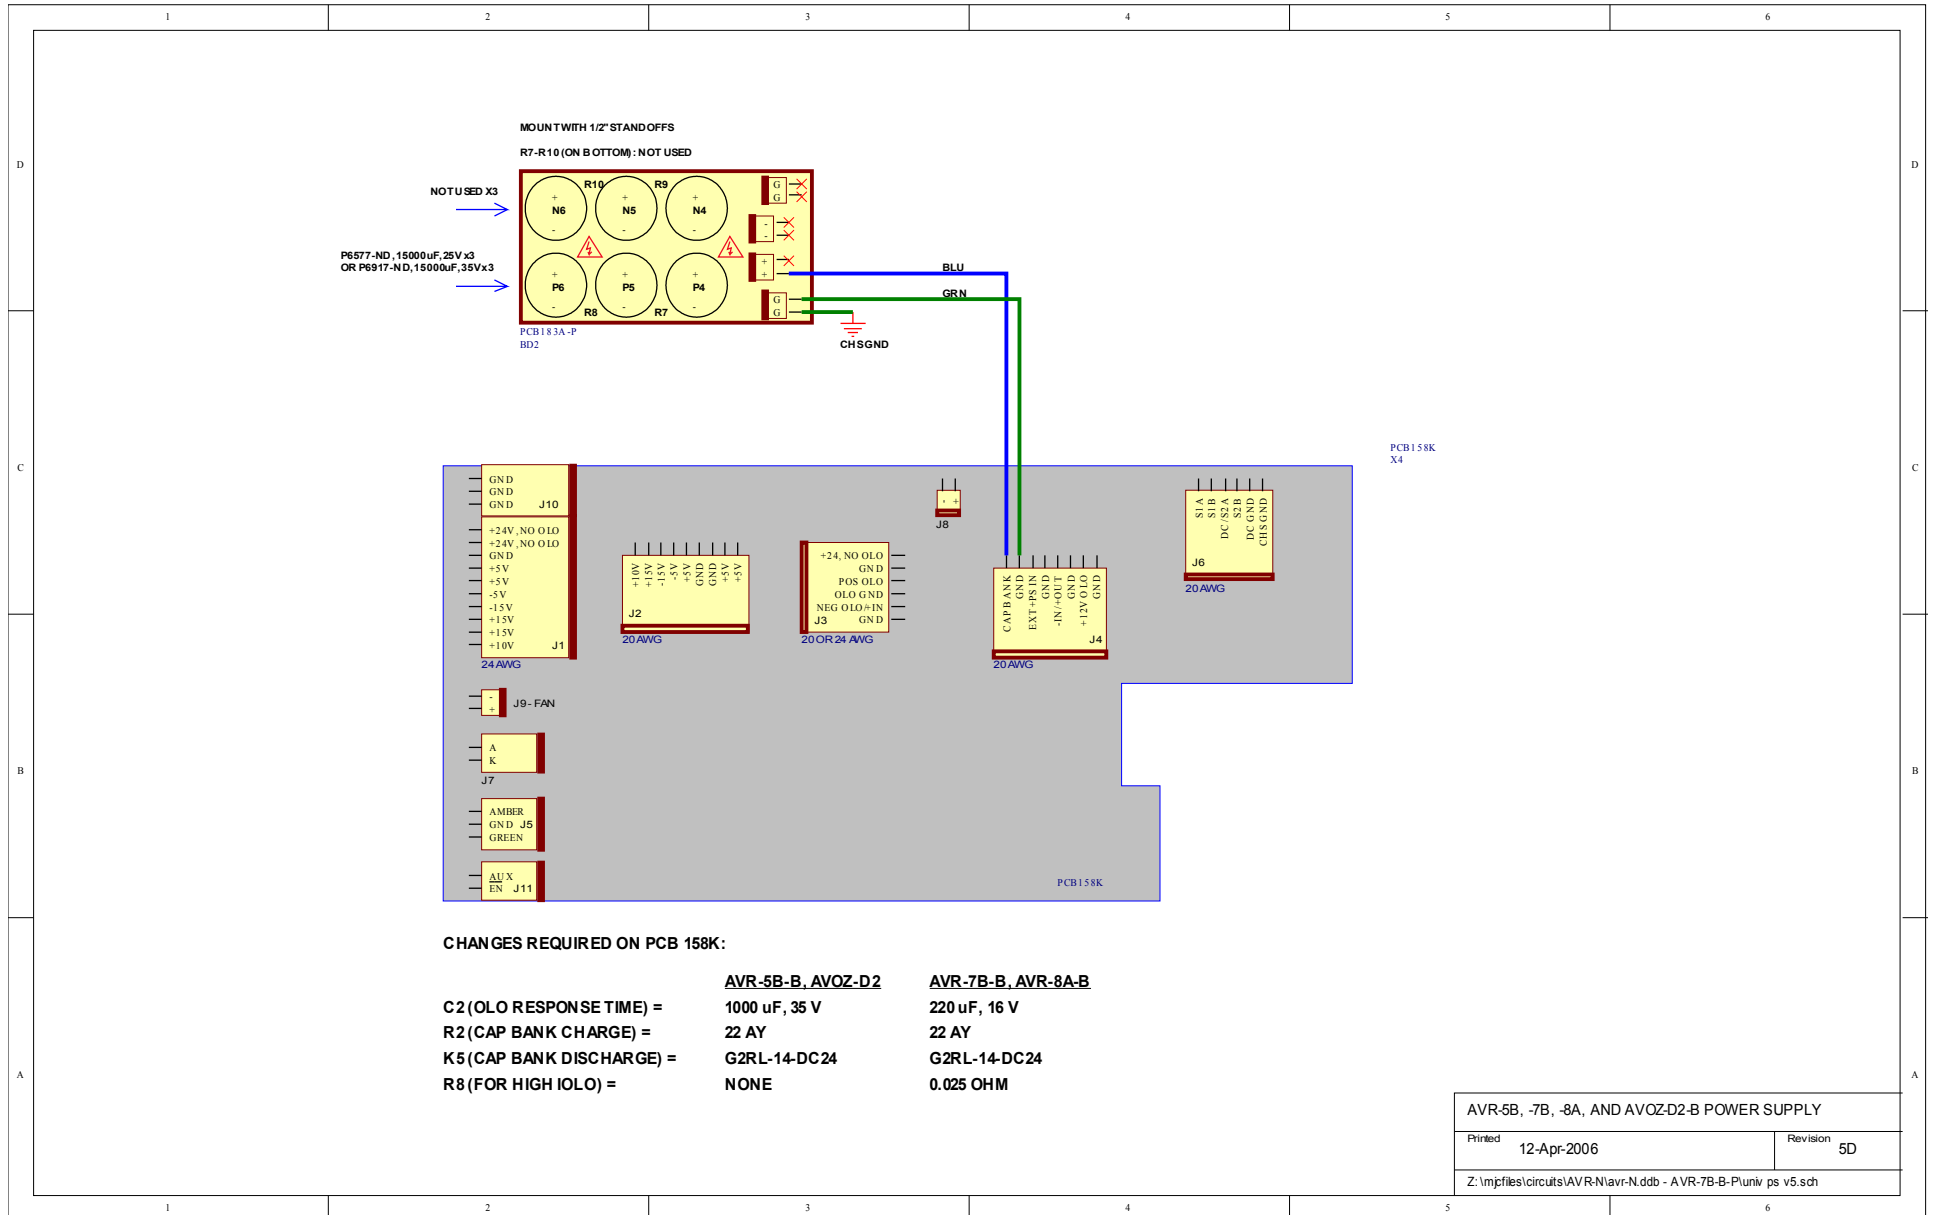 1 2 3 4 5 6
D D
MOUNT WITH 1/2" STANDOFFS
R7-R10 (ON BOTTOM): NOT USED
NOT USED X3
P6577-ND, 15000uF, 25V x3
OR P6917-ND, 15000uF, 35V x3
R10 R9
+ + +
N6 N5 N4
- - -
+ + +
P6 P5 P4
- - -
R8 R7
G
G
-
-
+
+
G
G
PCB183A-P
BD2
BLU
GRN
CHSGND
C C
PCB158K
X4
GND
GND
GND J10
+24V, NO OLO
+24V, NO OLO
GND
+5V
+5V
-5V
-15V
+15V
+15V
+10V J1
24 AWG
+10V
+15V
-15V
-5V
+5V
GND
GND
+5V
+5V
J2
20 AWG
+24, NO OLO
GND
POS OLO
OLO GND
NEG OLO/+IN
J3 GND
20 OR 24 AWG
- +
J8
CAP BANK
GND
EXT +PS IN
GND
-IN/+OUT
GND
+12V OLO
GND
J4
20 AWG
S1A
S1B
DC/S2A
S2B
DC GND
CHS GND
J6
20 AWG
-
+
J9 - FAN
B B
A
K
J7
AMBER
GND J5
GREEN
AUX
EN J11
PCB158K
CHANGES REQUIRED ON PCB 158K:
AVR-5B-B, AVOZ-D2 AVR-7B-B, AVR-8A-B
C2 (OLO RESPONSE TIME) = 1000 uF, 35 V 220 uF, 16 V
R2 (CAP BANK CHARGE) = 22 AY 22 AY
K5 (CAP BANK DISCHARGE) = G2RL-14-DC24 G2RL-14-DC24
R8 (FOR HIGH IOLO) = NONE 0.025 OHM
A A
AVR-5B, -7B, -8A, AND AVOZ-D2-B POWER SUPPLY
Printed 12-Apr-2006 Revision 5D
Z:\mjcfiles\circuits\AVR-N\avr-N.ddb - AVR-7B-B-P\univ ps v5.sch
1 2 3 4 5 6